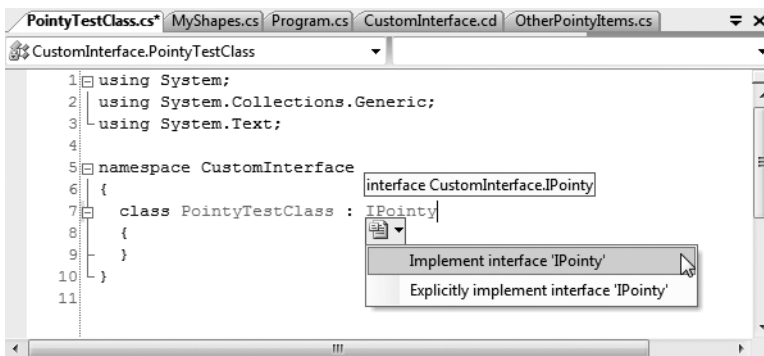 PointyTestClass.cs* MyShapes.cs Program.cs CustomInterface.cd OtherPointyItems.cs
CustomInterface.PointyTestClass
1 using System;
2 using System.Collections.Generic;
3 using System.Text;
4
5 namespace CustomInterface
6 {
interface CustomInterface.IPointy
7 class PointyTestClass : IPointy
8 {
9 }
10 }
11
Implement interface 'IPointy'
Explicitly implement interface 'IPointy'